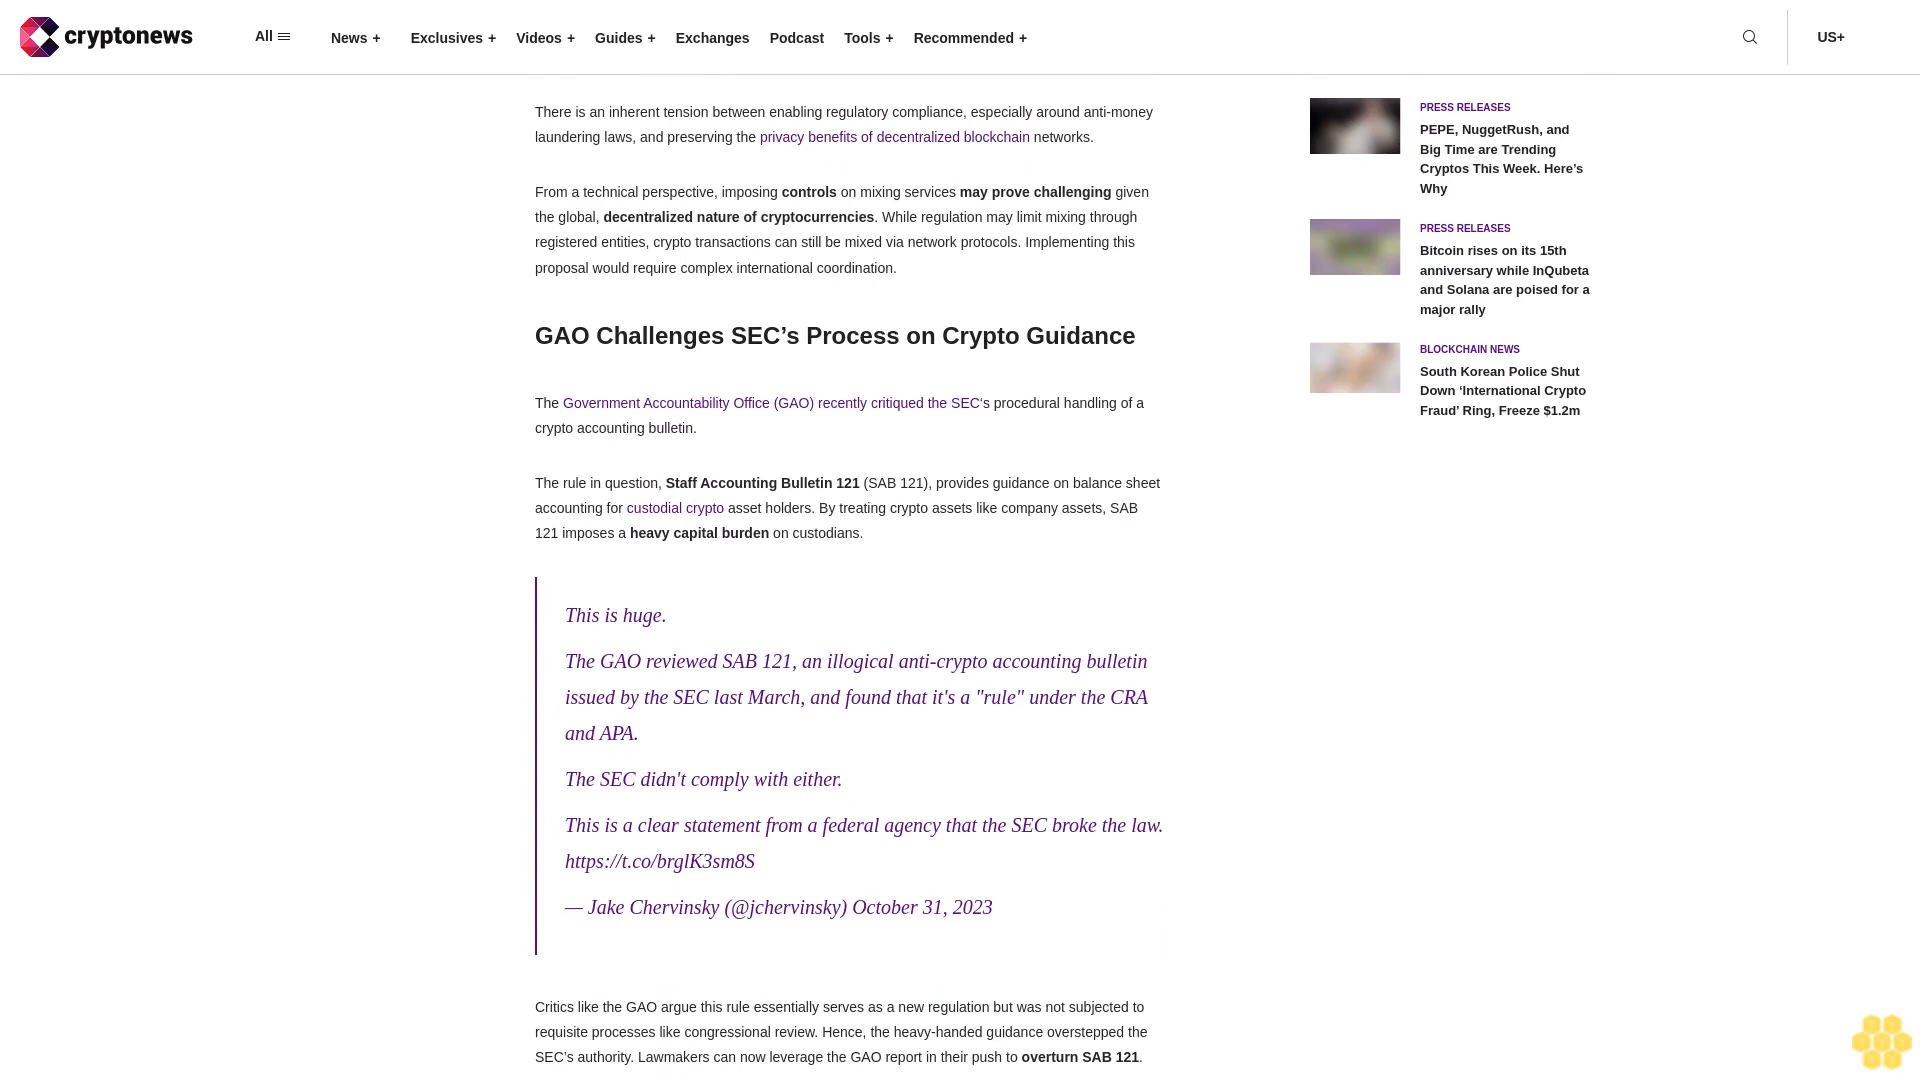 cryptonews
All
News +
Exclusives +
Videos +
Guides +
Exchanges
Podcast
Tools +
Recommended +
US+
There is an inherent tension between enabling regulatory compliance, especially around anti-money
laundering laws, and preserving the privacy benefits of decentralized blockchain networks.
From a technical perspective, imposing controls on mixing services may prove challenging given
the global, decentralized nature of cryptocurrencies. While regulation may limit mixing through
registered entities, crypto transactions can still be mixed via network protocols. Implementing this
proposal would require complex international coordination.
GAO Challenges SEC’s Process on Crypto Guidance
The Government Accountability Office (GAO) recently critiqued the SEC‘s procedural handling of a
crypto accounting bulletin.
The rule in question, Staff Accounting Bulletin 121 (SAB 121), provides guidance on balance sheet
accounting for custodial crypto asset holders. By treating crypto assets like company assets, SAB
121 imposes a heavy capital burden on custodians.
This is huge.
The GAO reviewed SAB 121, an illogical anti-crypto accounting bulletin
issued by the SEC last March, and found that it's a "rule" under the CRA
and APA.
The SEC didn't comply with either.
This is a clear statement from a federal agency that the SEC broke the law.
https://t.co/brglK3sm8S
— Jake Chervinsky (@jchervinsky) October 31, 2023
Critics like the GAO argue this rule essentially serves as a new regulation but was not subjected to
requisite processes like congressional review. Hence, the heavy-handed guidance overstepped the
SEC’s authority. Lawmakers can now leverage the GAO report in their push to overturn SAB 121.
PRESS RELEASES
PEPE, NuggetRush, and
Big Time are Trending
Cryptos This Week. Here’s
Why
PRESS RELEASES
Bitcoin rises on its 15th
anniversary while InQubeta
and Solana are poised for a
major rally
BLOCKCHAIN NEWS
South Korean Police Shut
Down ‘International Crypto
Fraud’ Ring, Freeze $1.2m